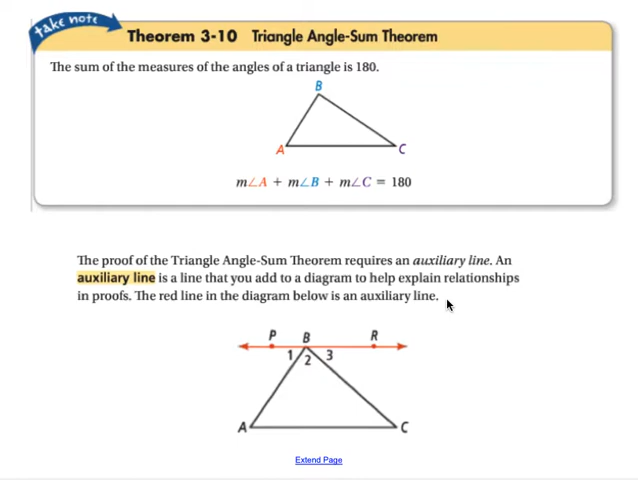 take note
Theorem 3-10 Triangle Angle-Sum Theorem
The sum of the measures of the angles of a triangle is 180.
B
A
C
m∠A + m∠B + m∠C = 180
The proof of the Triangle Angle-Sum Theorem requires an auxiliary line. An
auxiliary line is a line that you add to a diagram to help explain relationships
in proofs. The red line in the diagram below is an auxiliary line.
P B R
1 2 3
A C
Extend Page